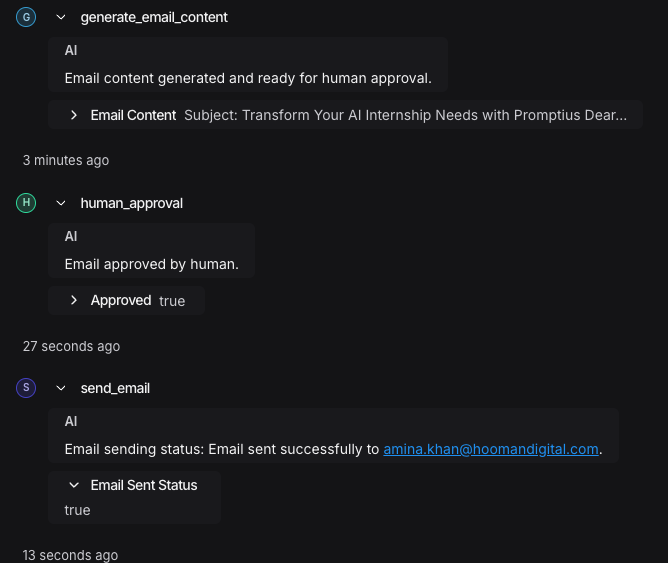 G generate_email_content
AI
Email content generated and ready for human approval.
Email Content Subject: Transform Your AI Internship Needs with Promptius Dear...
3 minutes ago
H human_approval
AI
Email approved by human.
Approved true
27 seconds ago
S send_email
AI
Email sending status: Email sent successfully to amina.khan@hoomandigital.com.
Email Sent Status
true
13 seconds ago